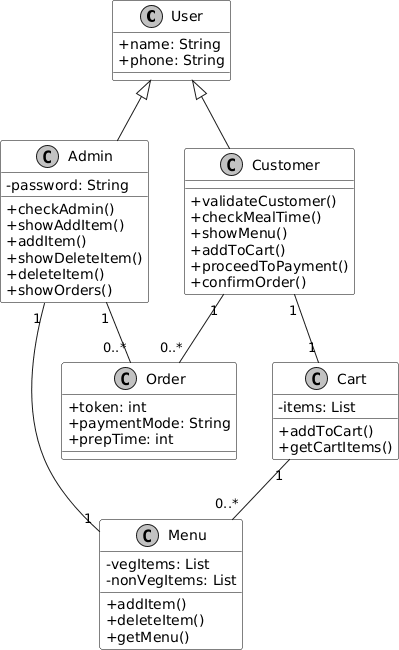 C User
+name: String
+phone: String
C Admin
-password: String
+checkAdmin()
+showAddItem()
+addItem()
+showDeleteItem()
+deleteItem()
+showOrders()
C Customer
+validateCustomer()
+checkMealTime()
+showMenu()
+addToCart()
+proceedToPayment()
+confirmOrder()
1
1
1
1
0..*
0..*
1
C Order
+token: int
+paymentMode: String
+prepTime: int
C Cart
-items: List
+addToCart()
+getCartItems()
1
0..*
1
C Menu
-vegItems: List
-nonVegItems: List
+addItem()
+deleteItem()
+getMenu()